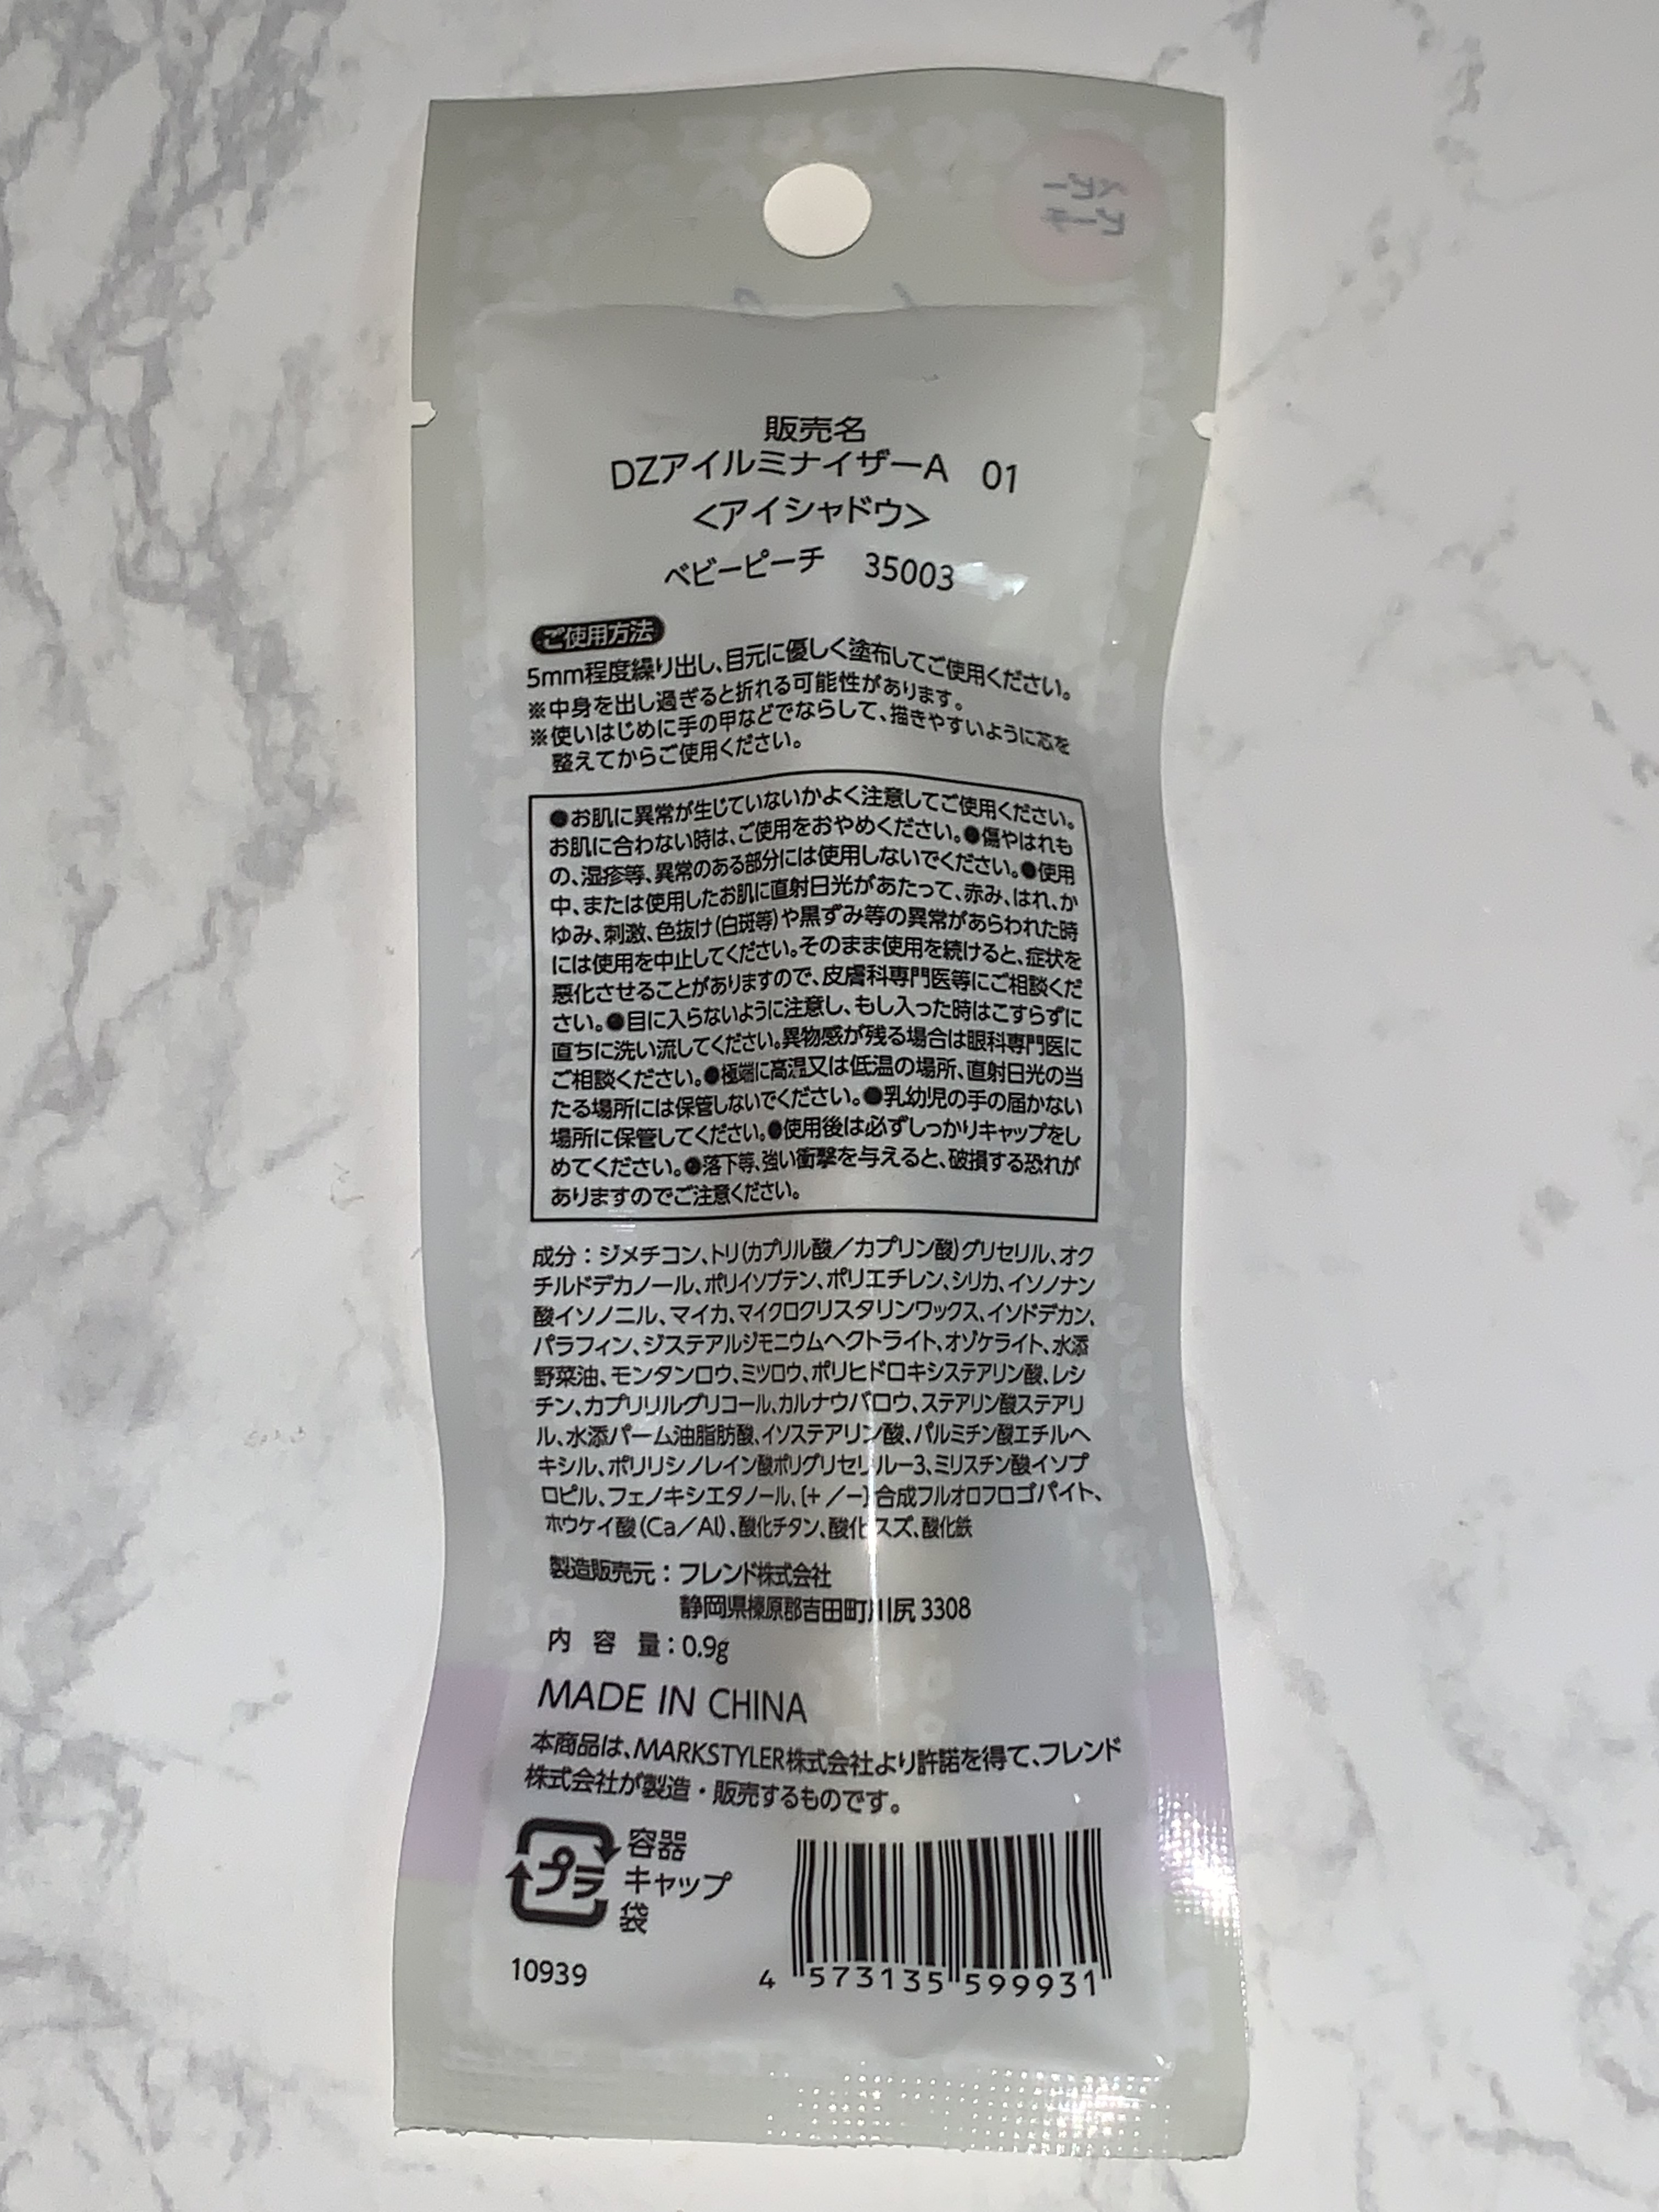 ベビー
ピーチ
販売名
DZアイルミナイザーA 01
<アイシャドウ>
ベビーピーチ 35003
ご使用方法
5mm程度繰り出し、目元に優しく塗布してご使用ください。
※中身を出し過ぎると折れる可能性があります。
※使いはじめに手の甲などでならして、描きやすいように芯を
整えてからご使用ください。
●お肌に異常が生じていないかよく注意してご使用ください。
お肌に合わない時は、ご使用をおやめください。●傷やはれも
の、湿疹等、異常のある部分には使用しないでください。●使用
中、または使用したお肌に直射日光があたって、赤み、はれ、か
ゆみ、刺激、色抜け(白斑等)や黒ずみ等の異常があらわれた時
には使用を中止してください。そのまま使用を続けると、症状を
悪化させることがありますので、皮膚科専門医等にご相談くだ
さい。●目に入らないように注意し、もし入った時はこすらずに
直ちに洗い流してください。異物感が残る場合は眼科専門医に
ご相談ください。●極端に高温又は低温の場所、直射日光の当
たる場所には保管しないでください。●乳幼児の手の届かない
場所に保管してください。●使用後は必ずしっかりキャップをし
めてください。●落下等、強い衝撃を与えると、破損する恐れが
ありますのでご注意ください。
成分:ジメチコン、トリ(カプリル酸/カプリン酸)グリセリル、オク
チルドデカノール、ポリイソブテン、ポリエチレン、シリカ、イソノナン
酸イソノニル、マイカ、マイクロクリスタリンワックス、イソドデカン、
パラフィン、ジステアルジモニウムヘクトライト、オゾケライト、水添
野菜油、モンタンロウ、ミツロウ、ポリヒドロキシステアリン酸、レシ
チン、カプリリルグリコール、カルナウバロウ、ステアリン酸ステアリ
ル、水添パーム油脂肪酸、イソステアリン酸、パルミチン酸エチルヘ
キシル、ポリリシノレイン酸ポリグリセリルー3、ミリスチン酸イソプ
ロピル、フェノキシエタノール、(+/-)合成フルオロフロゴパイト、
ホウケイ酸(Ca/Al)、酸化チタン、酸化スズ、酸化鉄
製造販売元:フレンド株式会社
静岡県榛原郡吉田町川尻3308
内 容 量:0.9g
MADE IN CHINA
本商品は、MARKSTYLER株式会社より許諾を得て、フレンド
株式会社が製造・販売するものです。
プラ
容器
キャップ
袋
10939
4 573135 599931